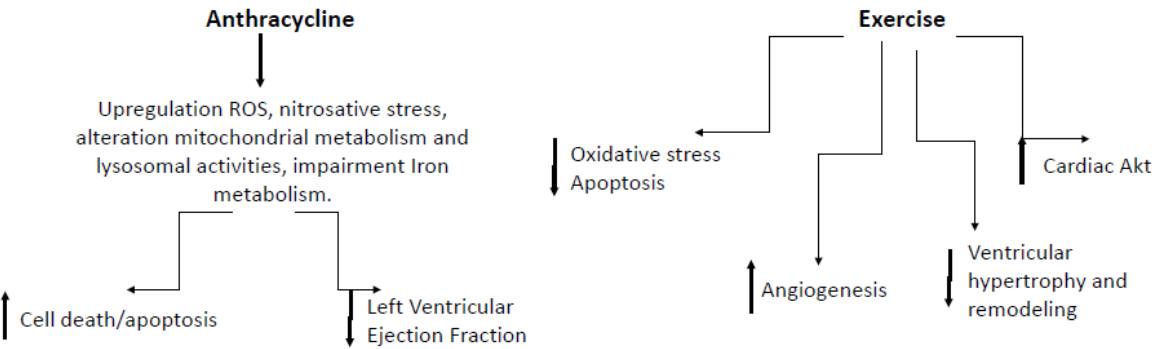 Anthracycline
Upregulation ROS, nitrosative stress,
alteration mitochondrial metabolism and
lysosomal activities, impairment Iron
metabolism.
Cell death/apoptosis
Left Ventricular
Ejection Fraction
Exercise
Oxidative stress
Apoptosis
Angiogenesis
Ventricular
hypertrophy and
remodeling
Cardiac Akt